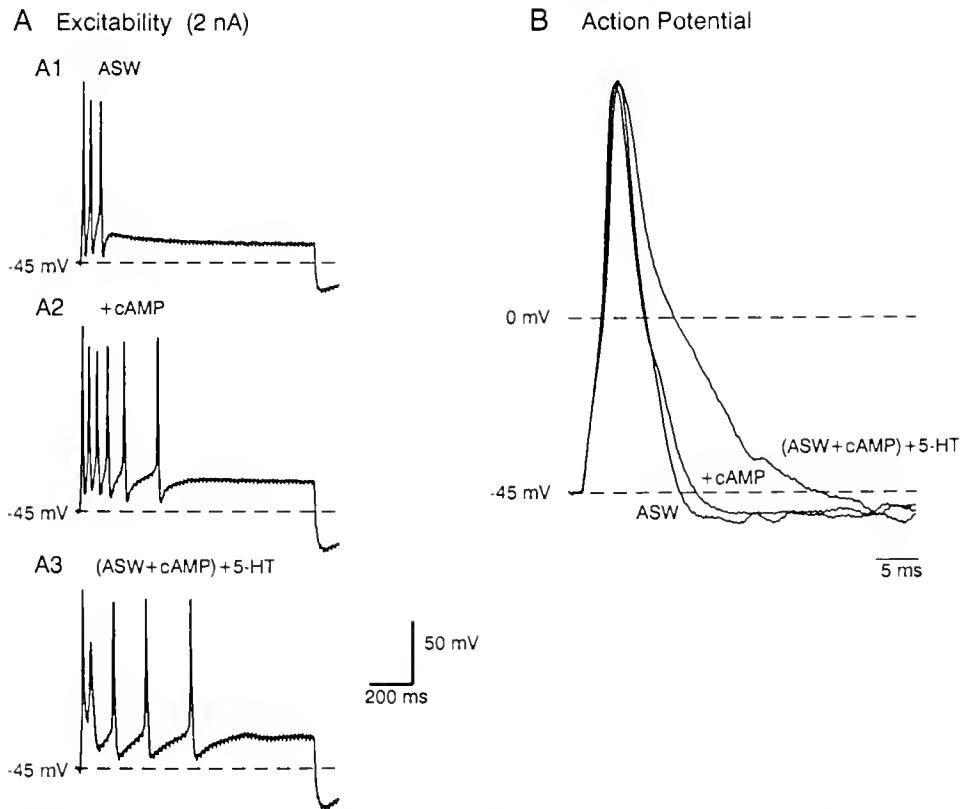 A Excitability (2 nA)
A1 ASW
-45 mV
A2 +cAMP
-45 mV
A3 (ASW+cAMP)+5-HT
-45 mV
50 mV
200 ms
B Action Potential
0 mV
(ASW+cAMP)+5-HT
+cAMP
-45 mV
ASW
5 ms